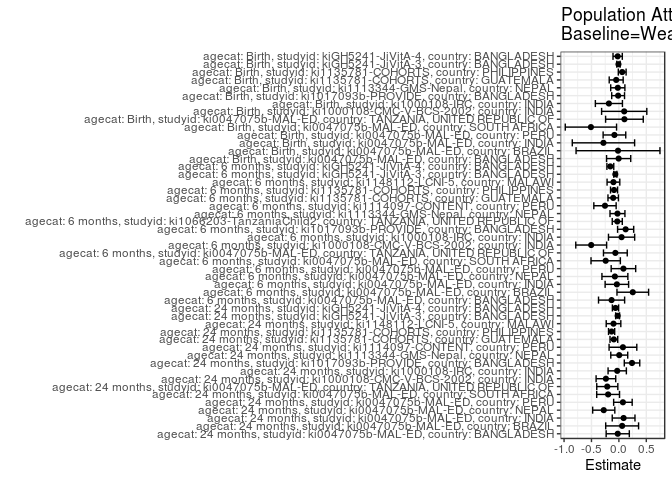 Population Att
Baseline=Wea
agecat: Birth, studyid: kiGH5241-JiVitA-4, country: BANGLADESH
agecat: Birth, studyid: kiGH5241-JiVitA-3, country: BANGLADESH
agecat: Birth, studyid: ki1135781-COHORTS, country: PHILIPPINES
agecat: Birth, studyid: ki1135781-COHORTS, country: GUATEMALA
agecat: Birth, studyid: ki1113344-GMS-Nepal, country: NEPAL
agecat: Birth, studyid: ki1017093b-PROVIDE, country: BANGLADESH
agecat: Birth, studyid: ki1000108-IRC, country: INDIA
agecat: Birth, studyid: ki1000108-CMC-V-BCS-2002, country: INDIA
agecat: Birth, studyid: ki0047075b-MAL-ED, country: TANZANIA, UNITED REPUBLIC OF
agecat: Birth, studyid: ki0047075b-MAL-ED, country: SOUTH AFRICA
agecat: Birth, studyid: ki0047075b-MAL-ED, country: PERU
agecat: Birth, studyid: ki0047075b-MAL-ED, country: INDIA
agecat: Birth, studyid: ki0047075b-MAL-ED, country: BRAZIL
agecat: Birth, studyid: ki0047075b-MAL-ED, country: BANGLADESH
agecat: 6 months, studyid: kiGH5241-JiVitA-4, country: BANGLADESH
agecat: 6 months, studyid: kiGH5241-JiVitA-3, country: BANGLADESH
agecat: 6 months, studyid: ki1148112-LCNI-5, country: MALAWI
agecat: 6 months, studyid: ki1135781-COHORTS, country: PHILIPPINES
agecat: 6 months, studyid: ki1135781-COHORTS, country: GUATEMALA
agecat: 6 months, studyid: ki1114097-CONTENT, country: PERU
agecat: 6 months, studyid: ki1113344-GMS-Nepal, country: NEPAL
agecat: 6 months, studyid: ki1066203-TanzaniaChild2, country: TANZANIA, UNITED REPUBLIC OF
agecat: 6 months, studyid: ki1017093b-PROVIDE, country: BANGLADESH
agecat: 6 months, studyid: ki1000108-IRC, country: INDIA
agecat: 6 months, studyid: ki1000108-CMC-V-BCS-2002, country: INDIA
agecat: 6 months, studyid: ki0047075b-MAL-ED, country: TANZANIA, UNITED REPUBLIC OF
agecat: 6 months, studyid: ki0047075b-MAL-ED, country: SOUTH AFRICA
agecat: 6 months, studyid: ki0047075b-MAL-ED, country: PERU
agecat: 6 months, studyid: ki0047075b-MAL-ED, country: NEPAL
agecat: 6 months, studyid: ki0047075b-MAL-ED, country: INDIA
agecat: 6 months, studyid: ki0047075b-MAL-ED, country: BRAZIL
agecat: 6 months, studyid: ki0047075b-MAL-ED, country: BANGLADESH
agecat: 24 months, studyid: kiGH5241-JiVitA-4, country: BANGLADESH
agecat: 24 months, studyid: kiGH5241-JiVitA-3, country: BANGLADESH
agecat: 24 months, studyid: ki1148112-LCNI-5, country: MALAWI
agecat: 24 months, studyid: ki1135781-COHORTS, country: PHILIPPINES
agecat: 24 months, studyid: ki1135781-COHORTS, country: GUATEMALA
agecat: 24 months, studyid: ki1114097-CONTENT, country: PERU
agecat: 24 months, studyid: ki1113344-GMS-Nepal, country: NEPAL
agecat: 24 months, studyid: ki1017093b-PROVIDE, country: BANGLADESH
agecat: 24 months, studyid: ki1000108-IRC, country: INDIA
agecat: 24 months, studyid: ki1000108-CMC-V-BCS-2002, country: INDIA
agecat: 24 months, studyid: ki0047075b-MAL-ED, country: TANZANIA, UNITED REPUBLIC OF
agecat: 24 months, studyid: ki0047075b-MAL-ED, country: SOUTH AFRICA
agecat: 24 months, studyid: ki0047075b-MAL-ED, country: PERU
agecat: 24 months, studyid: ki0047075b-MAL-ED, country: NEPAL
agecat: 24 months, studyid: ki0047075b-MAL-ED, country: INDIA
agecat: 24 months, studyid: ki0047075b-MAL-ED, country: BRAZIL
agecat: 24 months, studyid: ki0047075b-MAL-ED, country: BANGLADESH
-1.0 -0.5 0.0 0.5
Estimate